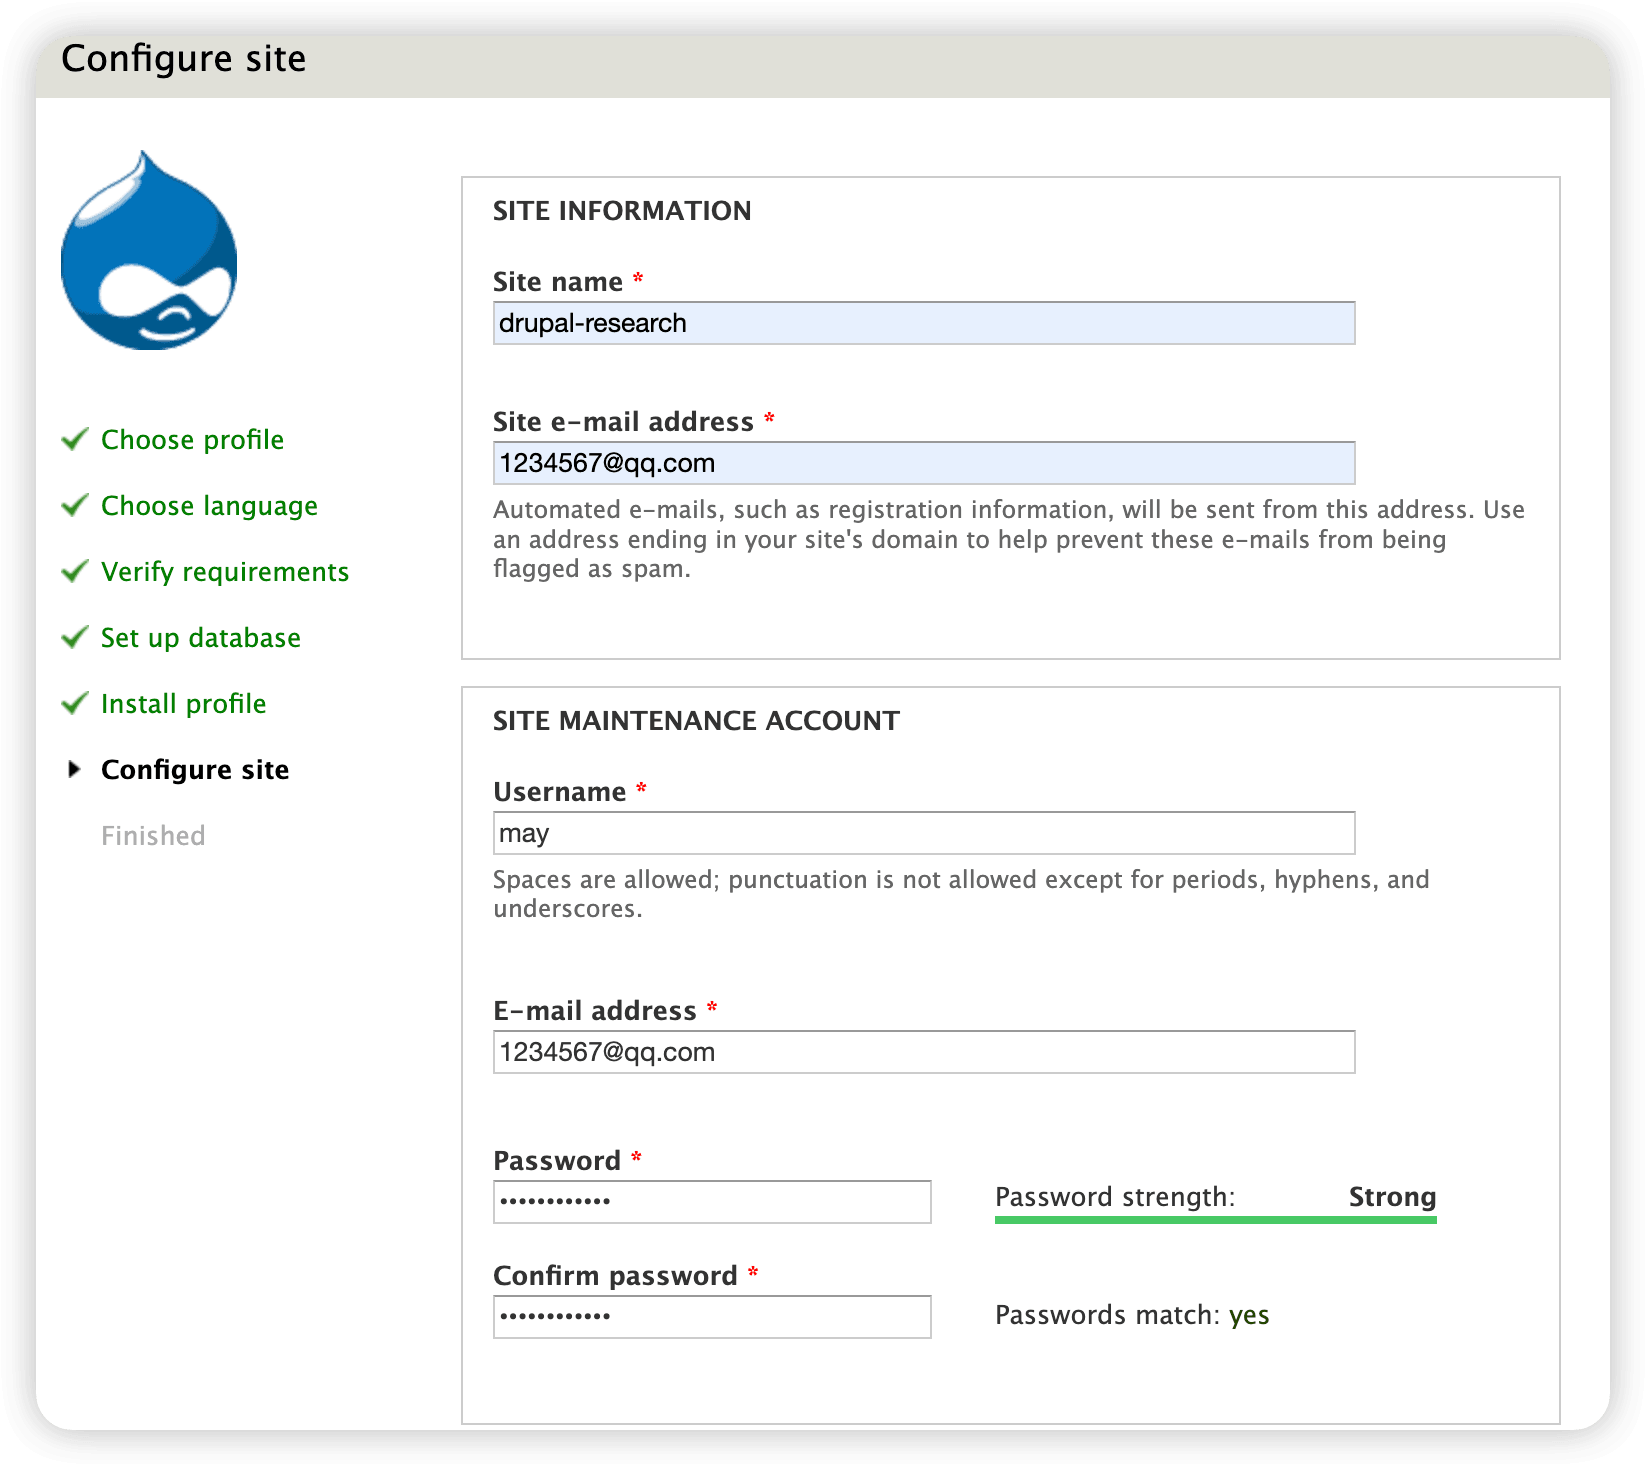 Configure site
Choose profile
Choose language
Verify requirements
Set up database
Install profile
Configure site
Finished
SITE INFORMATION
Site name *
drupal-research
Site e-mail address *
1234567@qq.com
Automated e-mails, such as registration information, will be sent from this address. Use
an address ending in your site's domain to help prevent these e-mails from being
flagged as spam.
SITE MAINTENANCE ACCOUNT
Username *
may
Spaces are allowed; punctuation is not allowed except for periods, hyphens, and
underscores.
E-mail address *
1234567@qq.com
Password *
••••••••••••
Password strength: Strong
Confirm password *
••••••••••••
Passwords match: yes